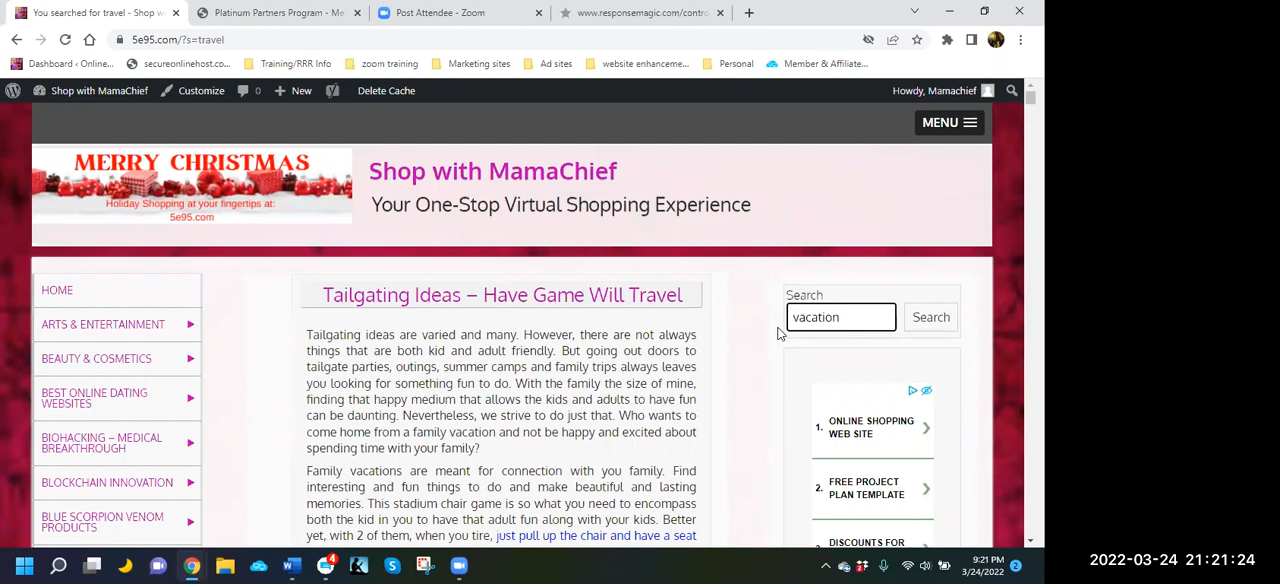 You searched for travel - Shop w
Platinum Partners Program - Me
Post Attendee - Zoom
www.responsemagic.com/contro
5e95.com/?s=travel
Dashboard ‹ Online...
secureonlinehost.co...
Training/RRR Info
zoom training
Marketing sites
Ad sites
website enhanceme...
Personal
Member & Affiliate...
Shop with MamaChief
Customize
0
New
Delete Cache
Howdy, Mamachief
MENU
MERRY CHRISTMAS
Holiday Shopping at your fingertips at:
5e95.com
Shop with MamaChief
Your One-Stop Virtual Shopping Experience
HOME
ARTS & ENTERTAINMENT
BEAUTY & COSMETICS
BEST ONLINE DATING
WEBSITES
BIOHACKING – MEDICAL
BREAKTHROUGH
BLOCKCHAIN INNOVATION
BLUE SCORPION VENOM
PRODUCTS
Tailgating Ideas – Have Game Will Travel
Tailgating ideas are varied and many. However, there are not always
things that are both kid and adult friendly. But going out doors to
tailgate parties, outings, summer camps and family trips always leaves
you looking for something fun to do. With the family the size of mine,
finding that happy medium that allows the kids and adults to have fun
can be daunting. Nevertheless, we strive to do just that. Who wants to
come home from a family vacation and not be happy and excited about
spending time with your family?
Family vacations are meant for connection with you family. Find
interesting and fun things to do and make beautiful and lasting
memories. This stadium chair game is so what you need to encompass
both the kid in you to have that adult fun along with your kids. Better
yet, with 2 of them, when you tire, just pull up the chair and have a seat
Search
vacation
Search
1. ONLINE SHOPPING
WEB SITE
2. FREE PROJECT
PLAN TEMPLATE
DISCOUNTS FOR
4
9:21 PM
3/24/2022
2
2022-03-24 21:21:24